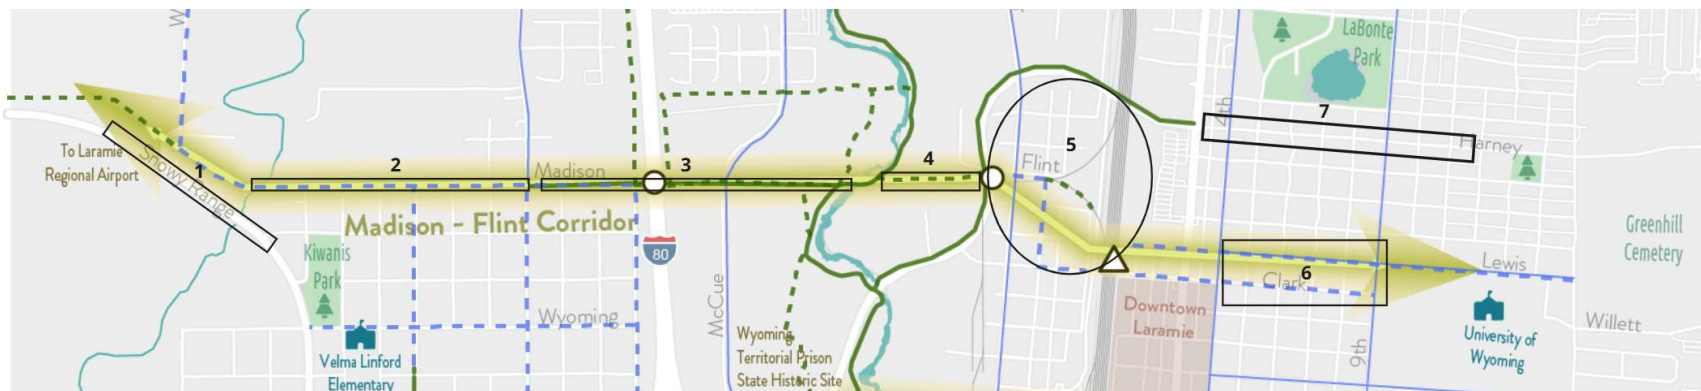 W
LaBonte
Park
4th
7
Harney
To Laramie
Regional Airport
Snowy Range
1
2
Madison
3
4
Flint
5
Madison - Flint Corridor
80
Kiwanis
Park
McCue
Wyoming
Velma Linford
Elementary
Wyoming
Territorial Prison
State Historic Site
Downtown
Laramie
Clark
6
Lewis
Greenhill
Cemetery
University of
Wyoming
Willett
9th